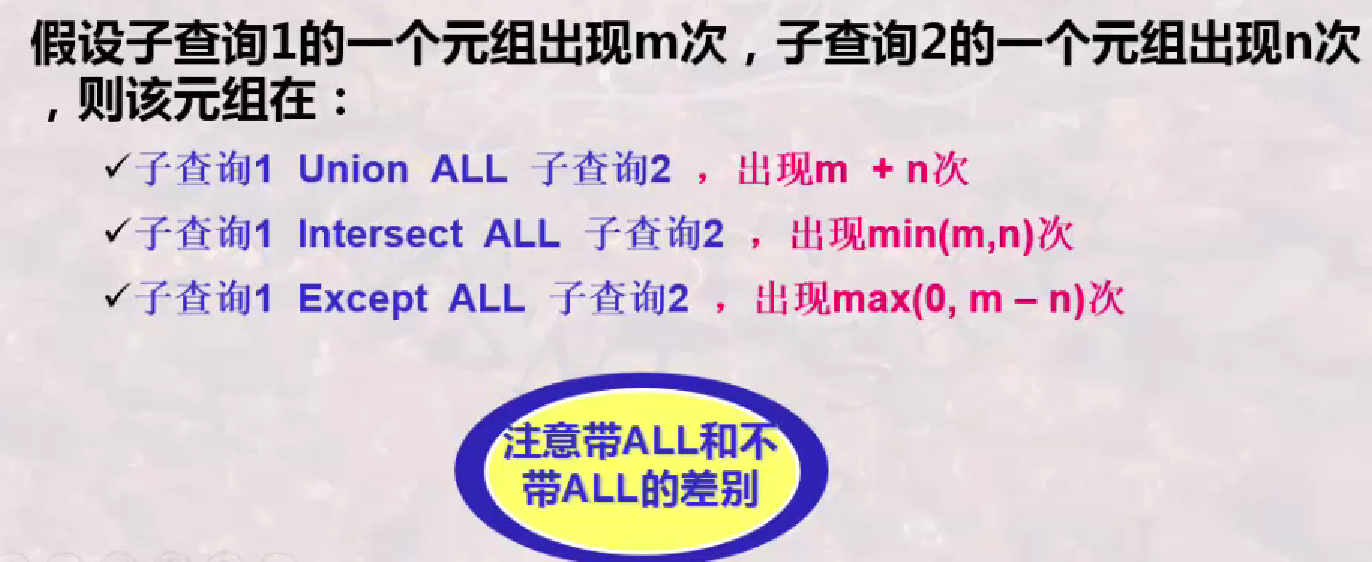 假设子查询1的一个元组出现m次，子查询2的一个元组出现n次
，则该元组在：
✓子查询1 Union ALL 子查询2 ，出现m + n次
✓子查询1 Intersect ALL 子查询2 ，出现min(m,n)次
✓子查询1 Except ALL 子查询2 ，出现max(0, m – n)次
注意带ALL和不
带ALL的差别